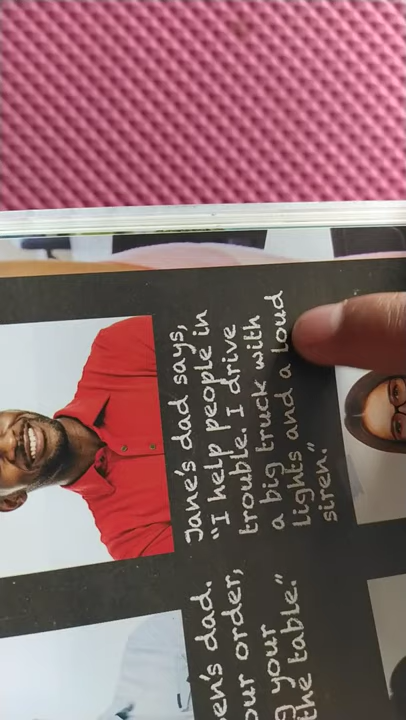 Jane's dad says,
"I help people in
trouble. I drive
a big truck with
lights and a loud
siren."
en's dad.
our order,
g your
the table."